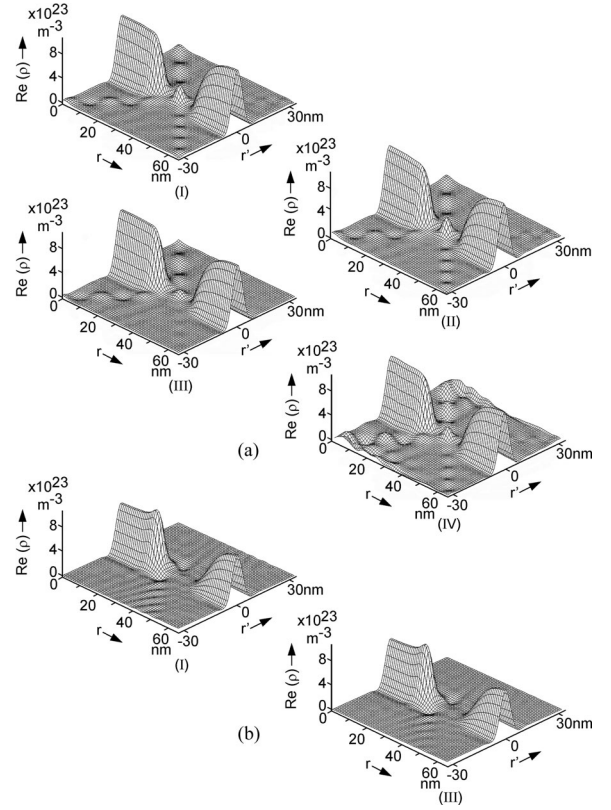 x10²³
m⁻³
Re (ρ)
8
4
0
0
20
40
60
nm
r
-30
0
30nm
r'
(I)
x10²³
m⁻³
Re (ρ)
8
4
0
0
20
40
60
nm
r
-30
0
30nm
r'
(II)
x10²³
m⁻³
Re (ρ)
8
4
0
0
20
40
60
nm
r
-30
0
30nm
r'
(III)
x10²³
m⁻³
Re (ρ)
8
4
0
0
20
40
60
nm
r
-30
0
30nm
r'
(IV)
(a)
x10²³
m⁻³
Re (ρ)
8
4
0
0
20
40
60
nm
r
-30
0
30nm
r'
(I)
x10²³
m⁻³
Re (ρ)
8
4
0
0
20
40
60
nm
r
-30
0
30nm
r'
(III)
(b)